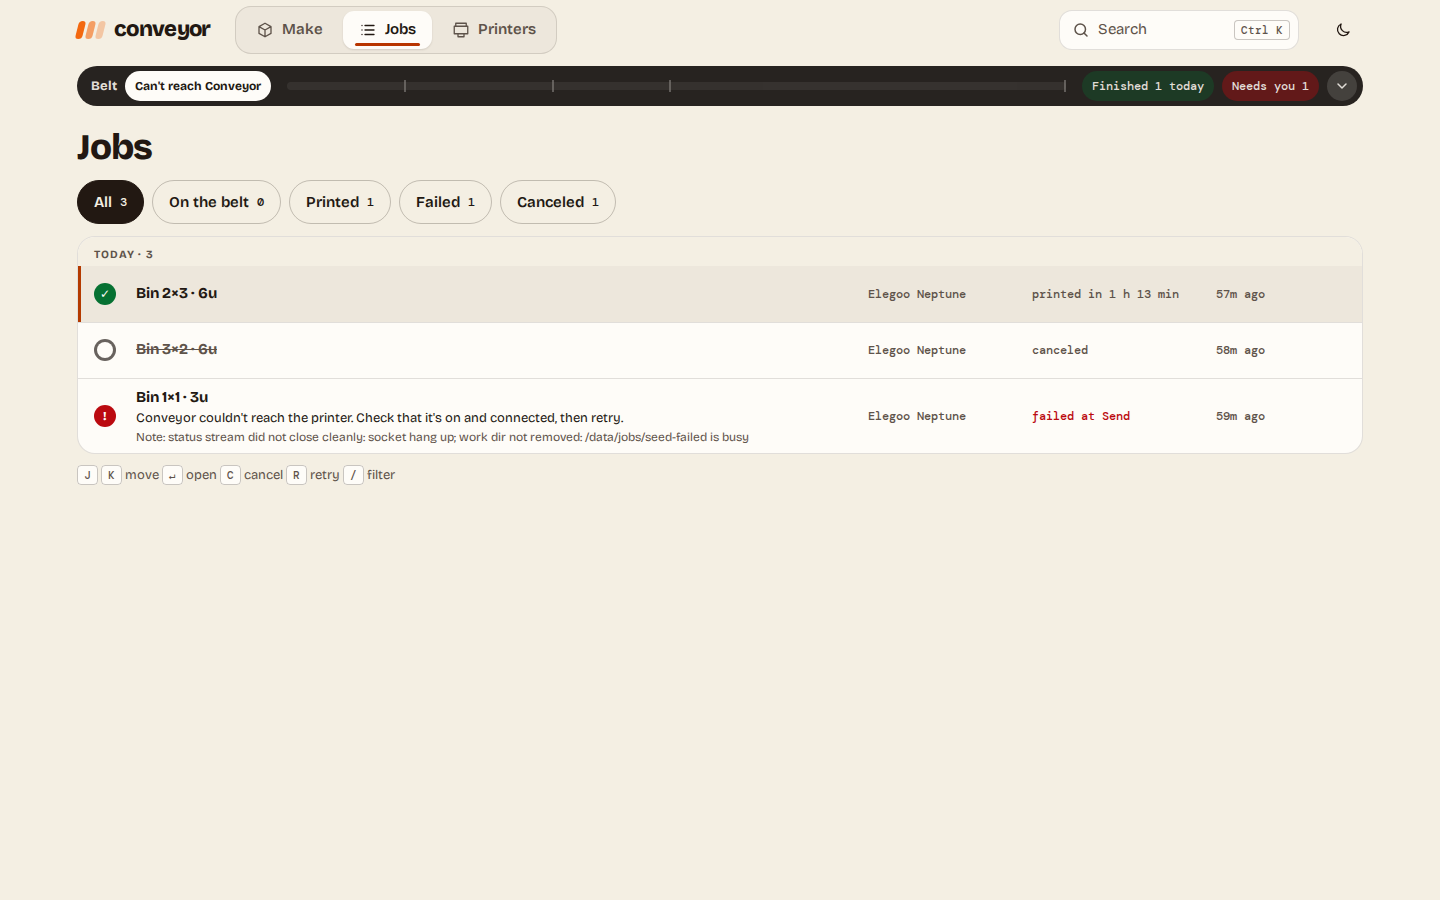 conveyor Make Jobs Printers Search Ctrl K
Belt Can't reach Conveyor Finished 1 today Needs you 1
Jobs
All 3 On the belt 0 Printed 1 Failed 1 Canceled 1
TODAY · 3
Bin 2×3 · 6u Elegoo Neptune printed in 1 h 13 min 57m ago
Bin 3×2 · 6u Elegoo Neptune canceled 58m ago
Bin 1×1 · 3u
Conveyor couldn't reach the printer. Check that it's on and connected, then retry. Elegoo Neptune failed at Send 59m ago
Note: status stream did not close cleanly: socket hang up; work dir not removed: /data/jobs/seed-failed is busy
J K move ↵ open C cancel R retry / filter